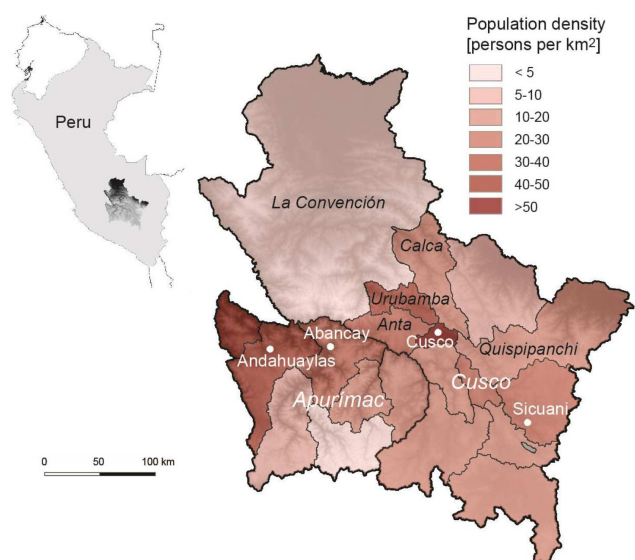 Population density
[persons per km²]
< 5
5-10
10-20
20-30
30-40
40-50
>50
Peru
La Convención
Calca
Urubamba
Anta
Abancay
Cusco
Andahuaylas
Quispipanchi
Apurímac
Cusco
Sicuani
0 50 100 km